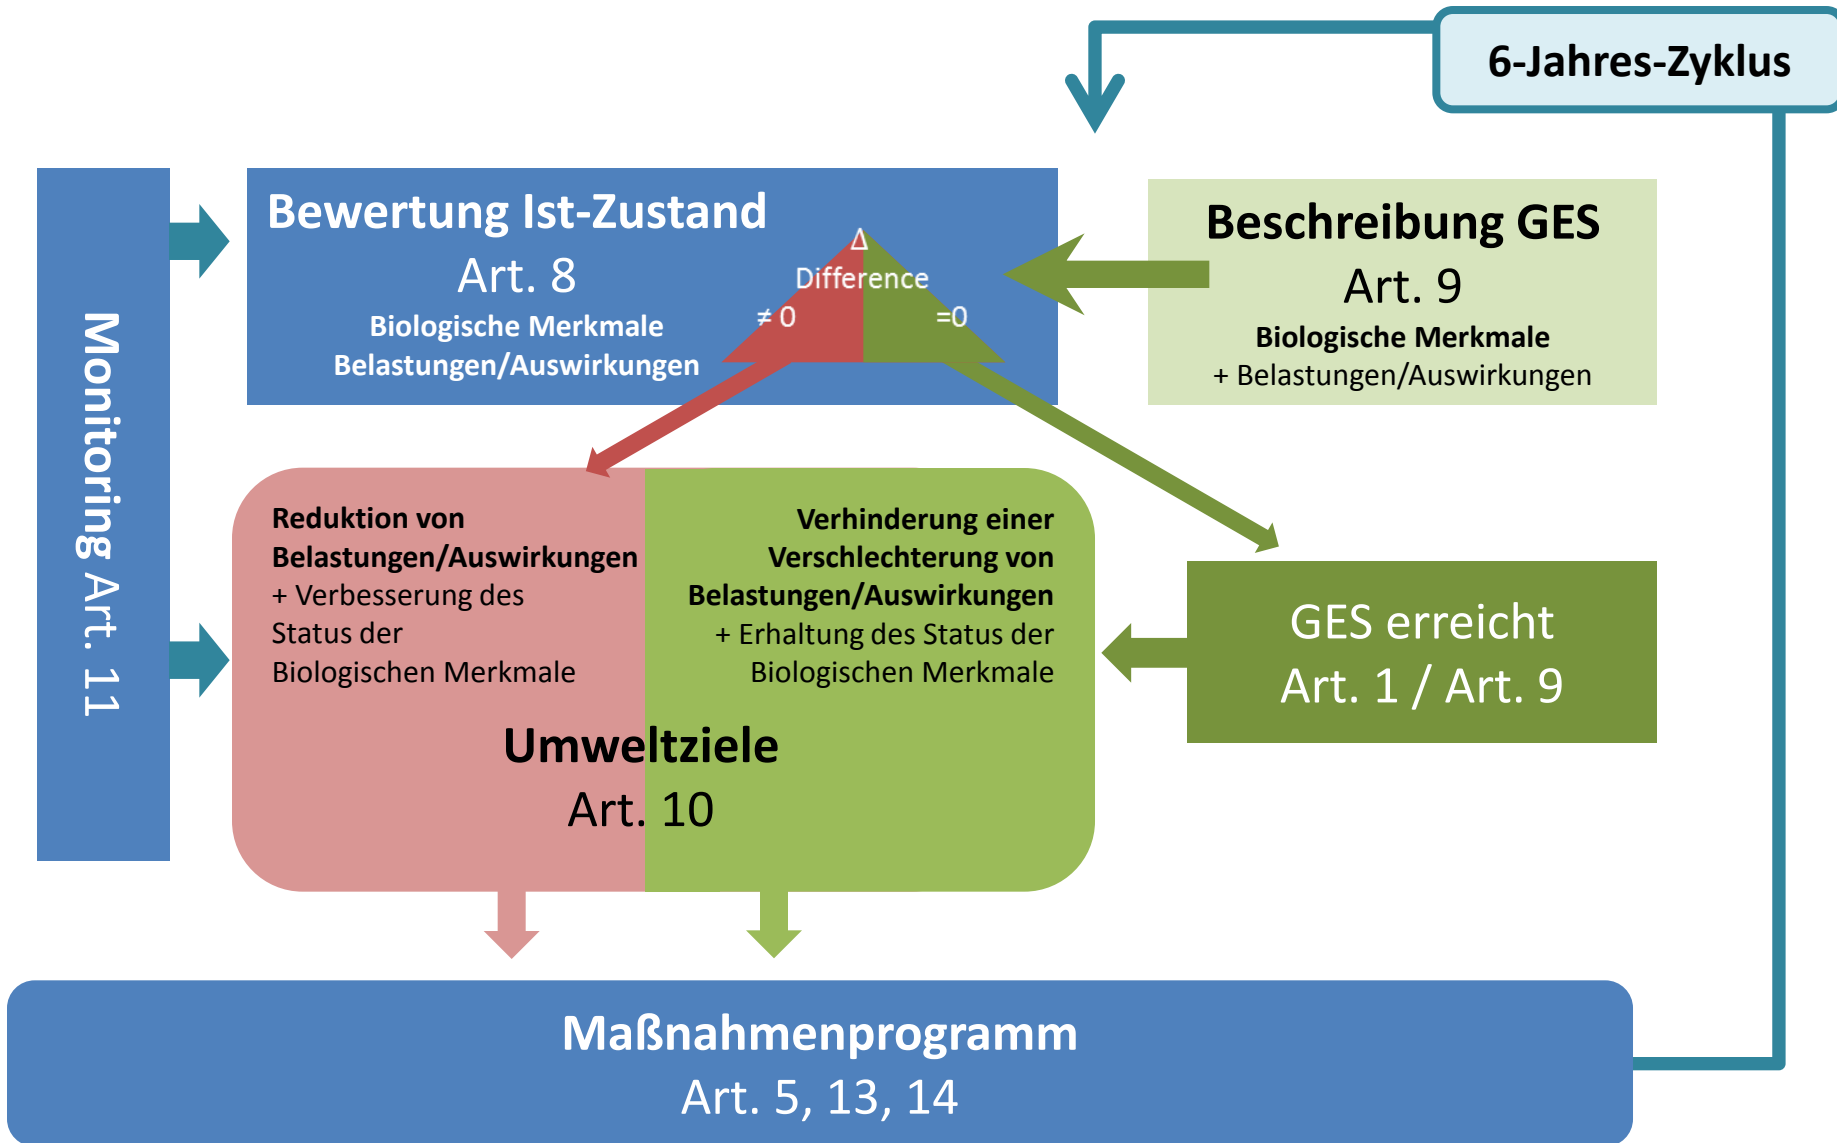 6-Jahres-Zyklus
Monitoring Art. 11
Bewertung Ist-Zustand
Art. 8
Biologische Merkmale
Belastungen/Auswirkungen
Δ
Difference
≠ 0
=0
Beschreibung GES
Art. 9
Biologische Merkmale
+ Belastungen/Auswirkungen
Reduktion von
Belastungen/Auswirkungen
+ Verbesserung des
Status der
Biologischen Merkmale
Verhinderung einer
Verschlechterung von
Belastungen/Auswirkungen
+ Erhaltung des Status der
Biologischen Merkmale
Umweltziele
Art. 10
GES erreicht
Art. 1 / Art. 9
Maßnahmenprogramm
Art. 5, 13, 14